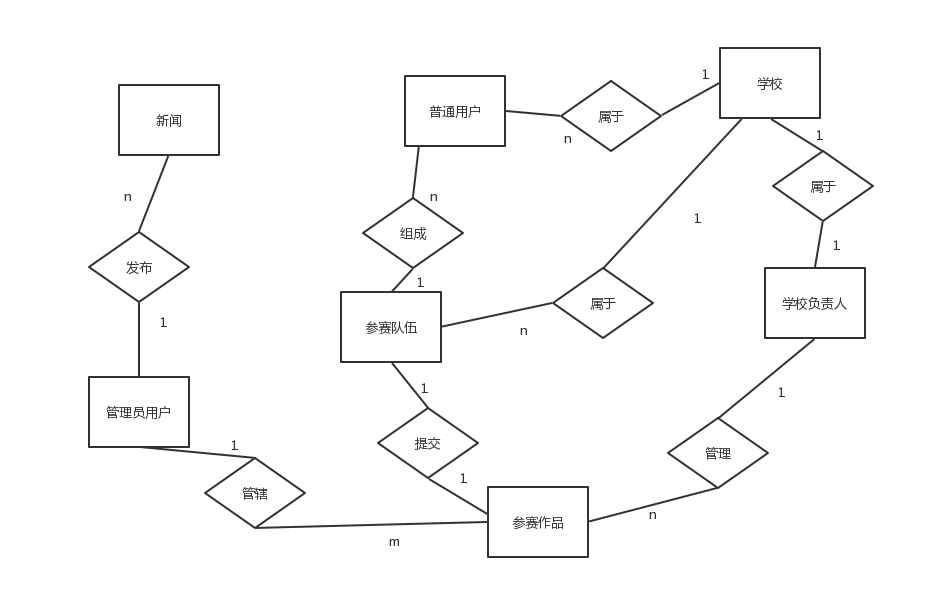 1
学校
普通用户
属于
新闻
1
n
属于
n
n
1
组成
1
发布
1
属于
学校负责人
1
参赛队伍
n
1
1
管理员用户
提交
1
管理
1
管辖
参赛作品
n
m